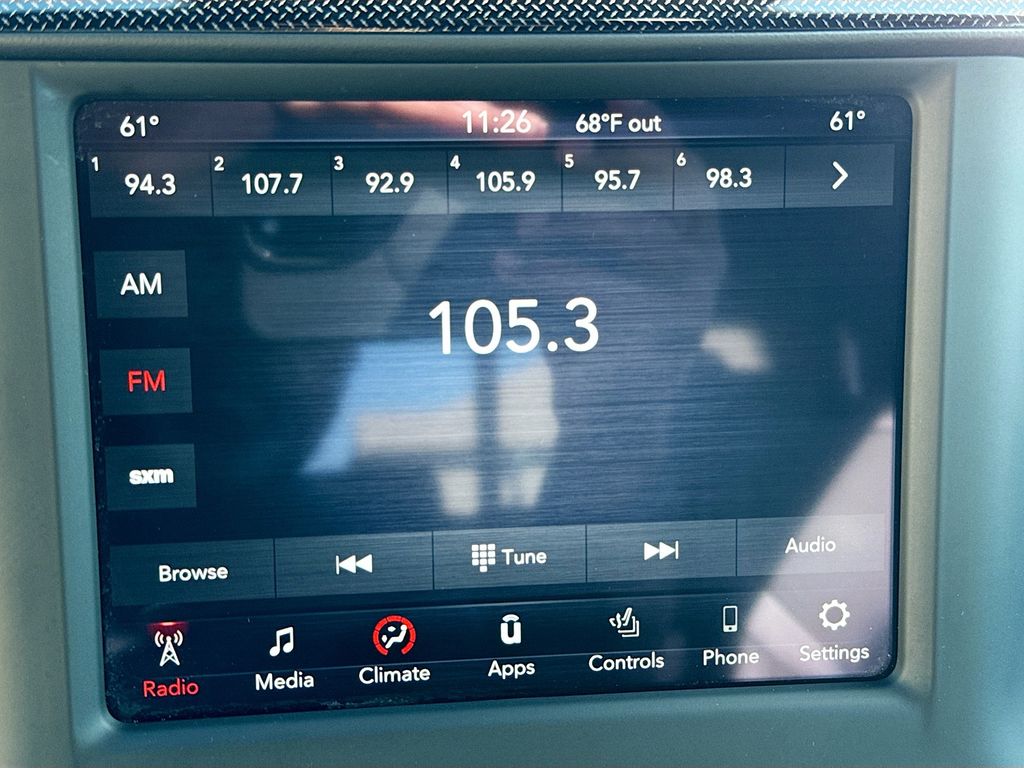 61° 11:26 68°F out 61°
1 94.3 2 107.7 3 92.9 4 105.9 5 95.7 6 98.3
AM
105.3
FM
sxm
Browse Tune Audio
Radio Media Climate Apps Controls Phone Settings